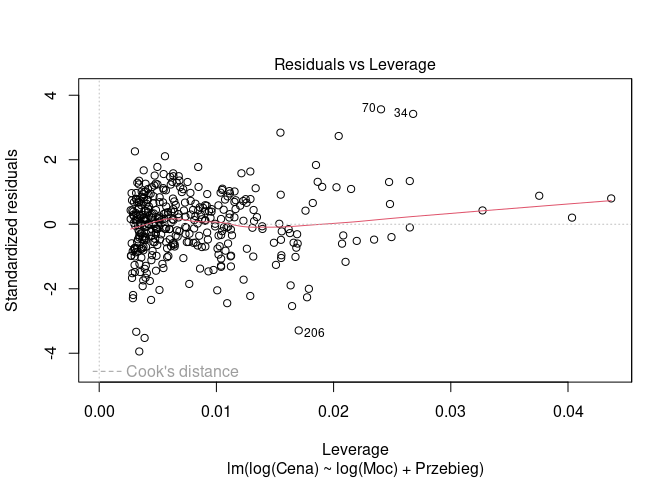 Residuals vs Leverage
Standardized residuals
4
2
0
-2
-4
70
34
206
Cook's distance
0.00 0.01 0.02 0.03 0.04
Leverage
lm(log(Cena) ~ log(Moc) + Przebieg)